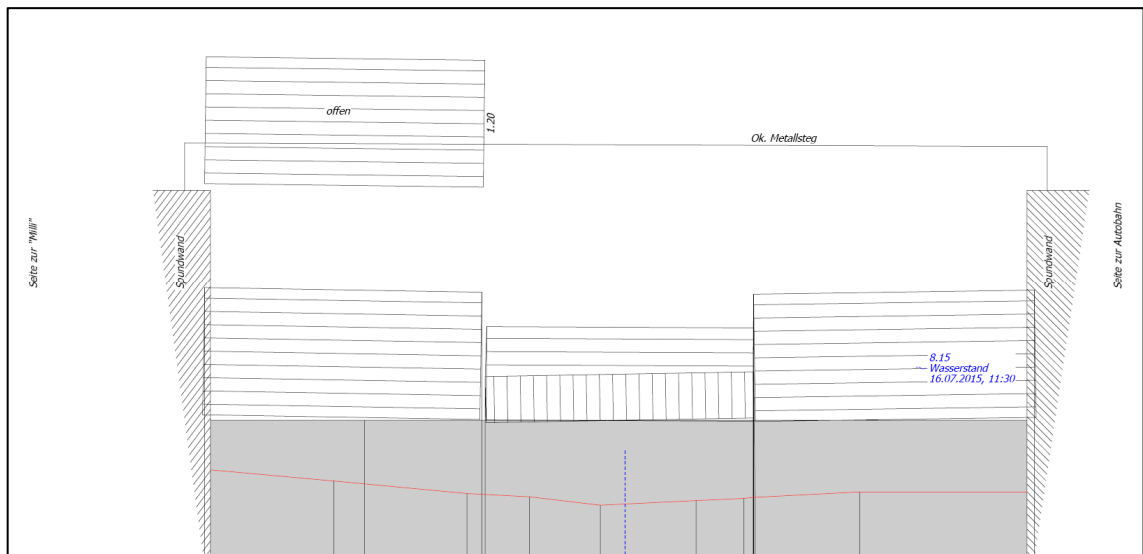 offen
1.20
Ok. Metallsteg
Seite zur "Milli"
Spundwand
Spundwand
Seite zur Autobahn
8.15
Wasserstand
16.07.2015, 11:30